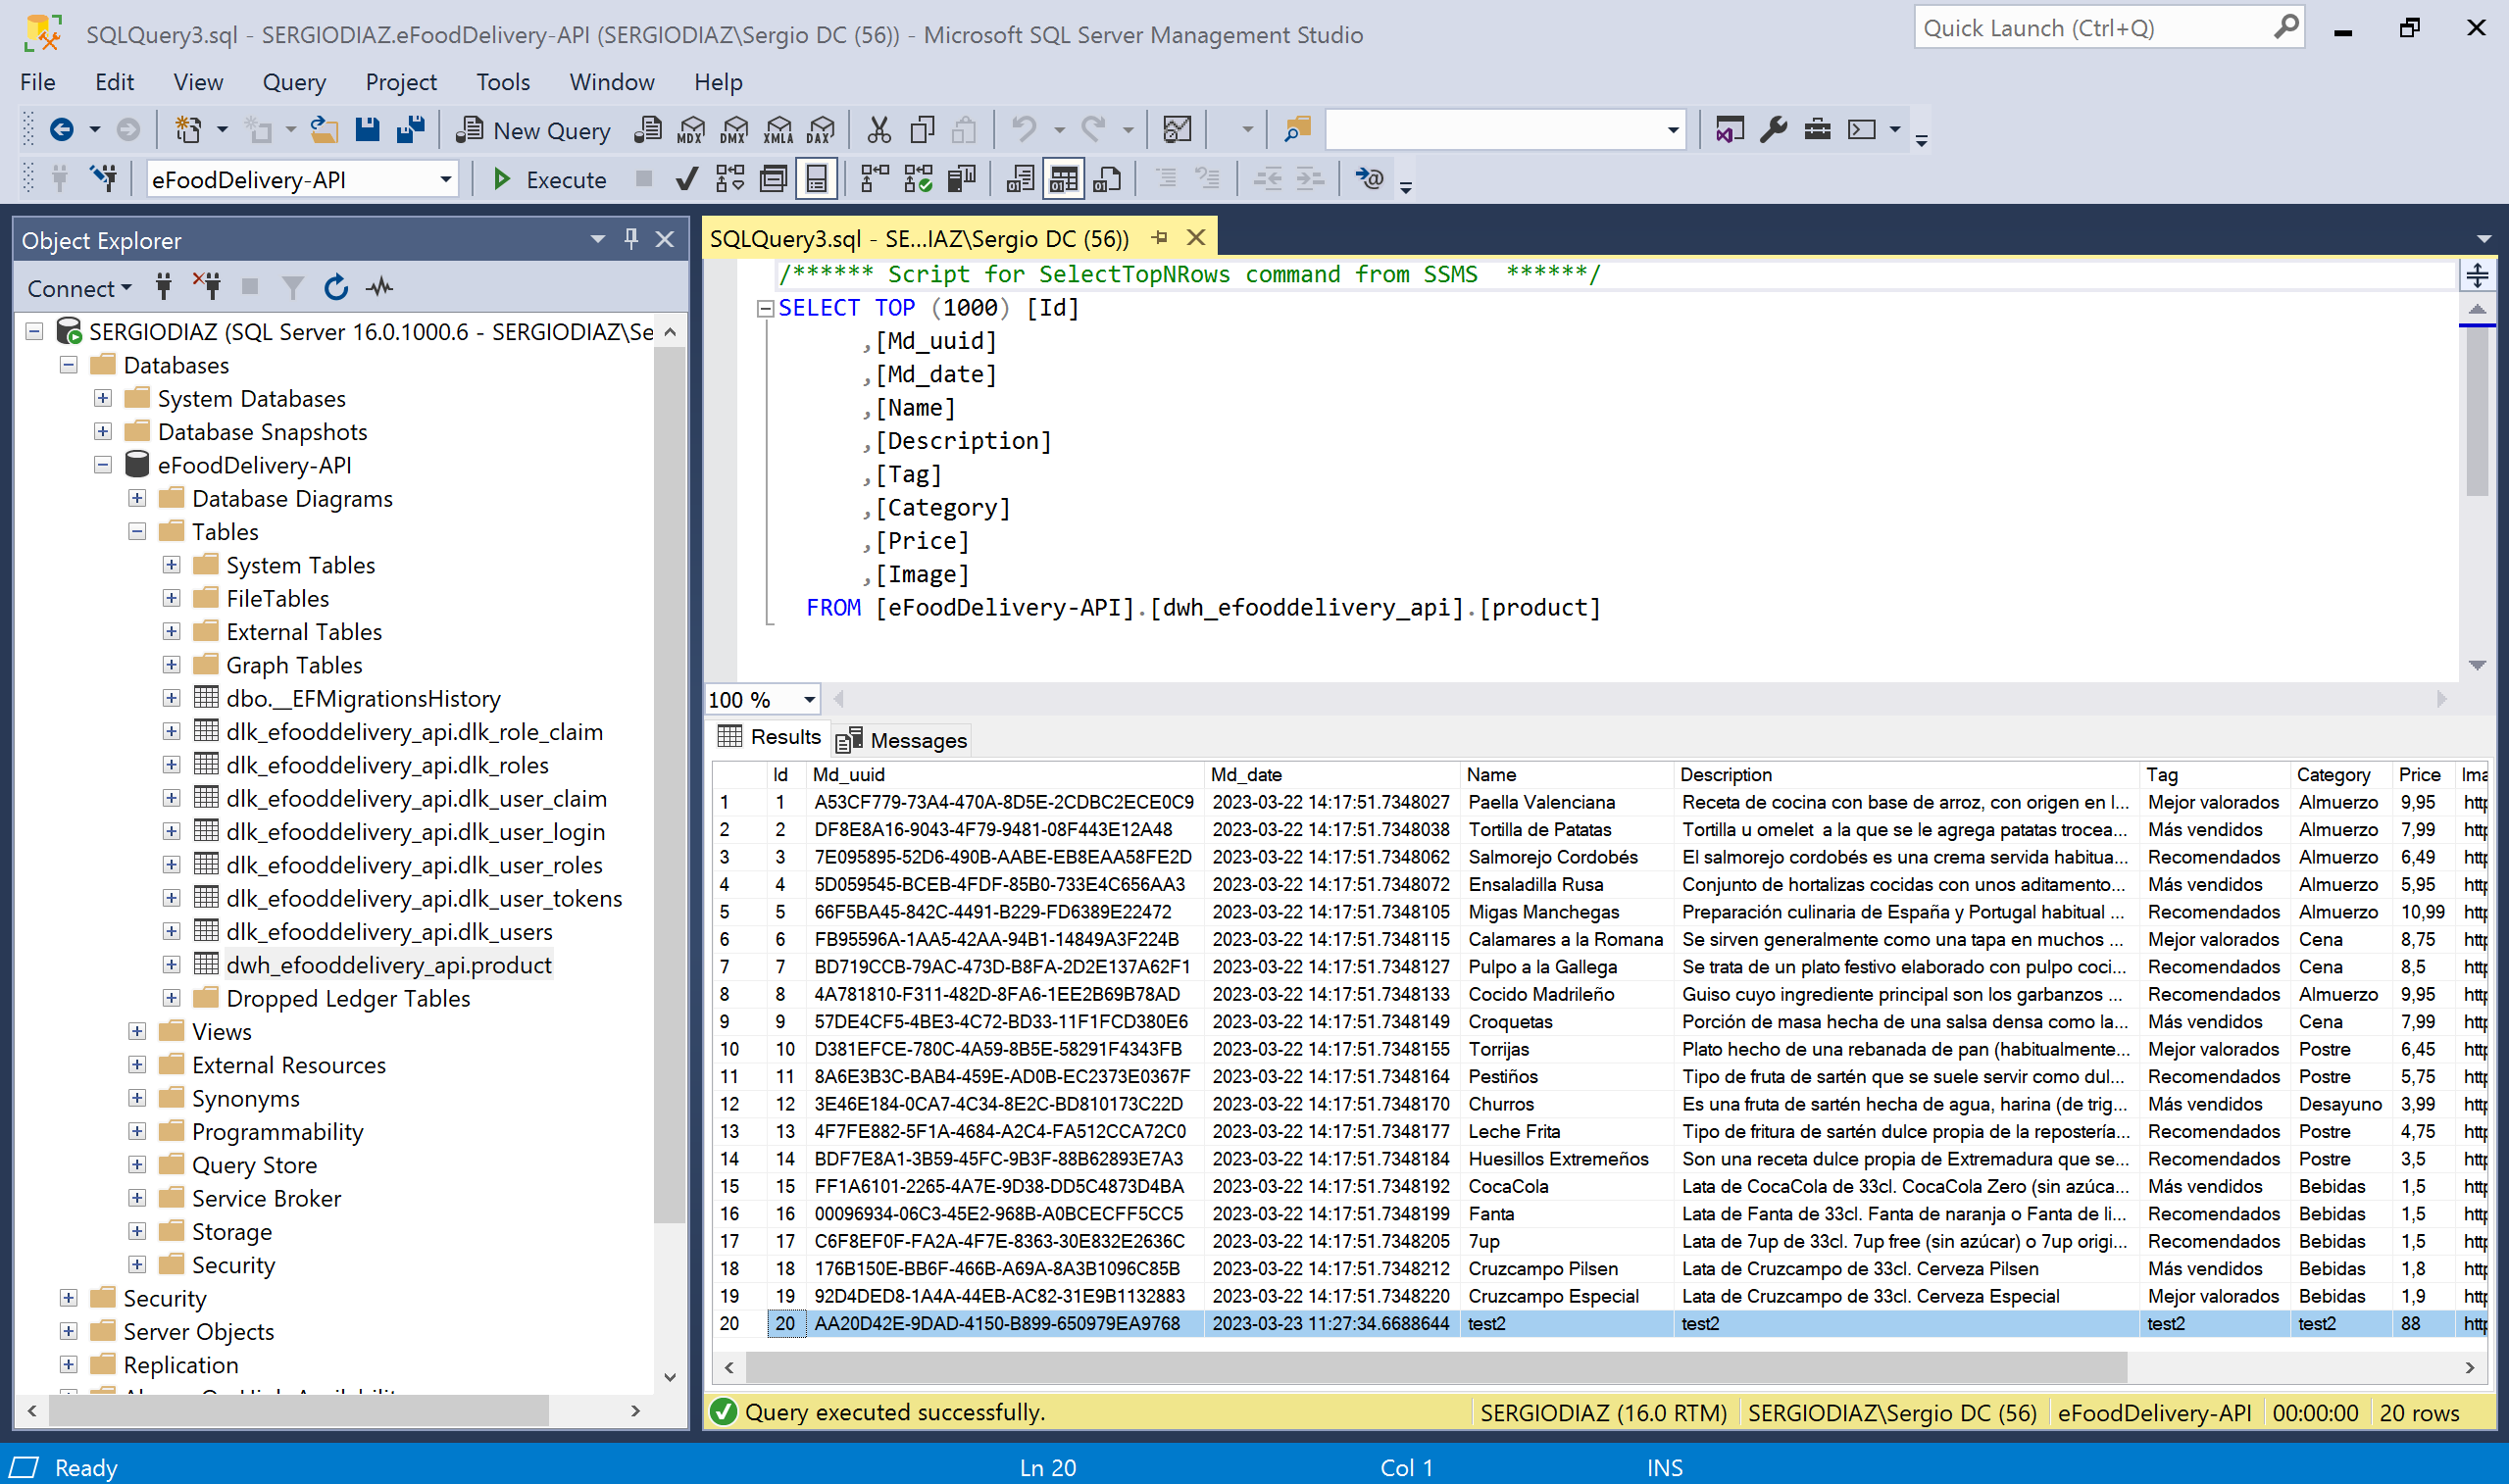 SQLQuery3.sql - SERGIODIAZ.eFoodDelivery-API (SERGIODIAZ\Sergio DC (56)) - Microsoft SQL Server Management Studio
Quick Launch (Ctrl+Q)
File Edit View Query Project Tools Window Help
New Query MDX DMX XMLA DAX
eFoodDelivery-API Execute
Object Explorer
Connect
SERGIODIAZ (SQL Server 16.0.1000.6 - SERGIODIAZ\Se
Databases
System Databases
Database Snapshots
eFoodDelivery-API
Database Diagrams
Tables
System Tables
FileTables
External Tables
Graph Tables
dbo.__EFMigrationsHistory
dlk_efooddelivery_api.dlk_role_claim
dlk_efooddelivery_api.dlk_roles
dlk_efooddelivery_api.dlk_user_claim
dlk_efooddelivery_api.dlk_user_login
dlk_efooddelivery_api.dlk_user_roles
dlk_efooddelivery_api.dlk_user_tokens
dlk_efooddelivery_api.dlk_users
dwh_efooddelivery_api.product
Dropped Ledger Tables
Views
External Resources
Synonyms
Programmability
Query Store
Service Broker
Storage
Security
Security
Server Objects
Replication
SQLQuery3.sql - SE...IAZ\Sergio DC (56))
/****** Script for SelectTopNRows command from SSMS ******/
SELECT TOP (1000) [Id]
,[Md_uuid]
,[Md_date]
,[Name]
,[Description]
,[Tag]
,[Category]
,[Price]
,[Image]
FROM [eFoodDelivery-API].[dwh_efooddelivery_api].[product]
100 %
Results Messages
Id Md_uuid Md_date Name Description Tag Category Price Ima
1 1 A53CF779-73A4-470A-8D5E-2CDBC2ECE0C9 2023-03-22 14:17:51.7348027 Paella Valenciana Receta de cocina con base de arroz, con origen en l... Mejor valorados Almuerzo 9,95 http
2 2 DF8E8A16-9043-4F79-9481-08F443E12A48 2023-03-22 14:17:51.7348038 Tortilla de Patatas Tortilla u omelet a la que se le agrega patatas trocea... Más vendidos Almuerzo 7,99 http
3 3 7E095895-52D6-490B-AABE-EB8EAA58FE2D 2023-03-22 14:17:51.7348062 Salmorejo Cordobés El salmorejo cordobés es una crema servida habitua... Recomendados Almuerzo 6,49 http
4 4 5D059545-BCEB-4FDF-85B0-733E4C656AA3 2023-03-22 14:17:51.7348072 Ensaladilla Rusa Conjunto de hortalizas cocidas con unos aditamento... Más vendidos Almuerzo 5,95 http
5 5 66F5BA45-842C-4491-B229-FD6389E22472 2023-03-22 14:17:51.7348105 Migas Manchegas Preparación culinaria de España y Portugal habitual ... Recomendados Almuerzo 10,99 http
6 6 FB95596A-1AA5-42AA-94B1-14849A3F224B 2023-03-22 14:17:51.7348115 Calamares a la Romana Se sirven generalmente como una tapa en muchos ... Mejor valorados Cena 8,75 http
7 7 BD719CCB-79AC-473D-B8FA-2D2E137A62F1 2023-03-22 14:17:51.7348127 Pulpo a la Gallega Se trata de un plato festivo elaborado con pulpo coci... Recomendados Cena 8,5 http
8 8 4A781810-F311-482D-8FA6-1EE2B69B78AD 2023-03-22 14:17:51.7348133 Cocido Madrileño Guiso cuyo ingrediente principal son los garbanzos ... Recomendados Almuerzo 9,95 http
9 9 57DE4CF5-4BE3-4C72-BD33-11F1FCD380E6 2023-03-22 14:17:51.7348149 Croquetas Porción de masa hecha de una salsa densa como la... Más vendidos Cena 7,99 http
10 10 D381EFCE-780C-4A59-8B5E-58291F4343FB 2023-03-22 14:17:51.7348155 Torrijas Plato hecho de una rebanada de pan (habitualmente... Mejor valorados Postre 6,45 http
11 11 8A6E3B3C-BAB4-459E-AD0B-EC2373E0367F 2023-03-22 14:17:51.7348164 Pestiños Tipo de fruta de sartén que se suele servir como dul... Recomendados Postre 5,75 http
12 12 3E46E184-0CA7-4C34-8E2C-BD810173C22D 2023-03-22 14:17:51.7348170 Churros Es una fruta de sartén hecha de agua, harina (de trig... Más vendidos Desayuno 3,99 http
13 13 4F7FE882-5F1A-4684-A2C4-FA512CCA72C0 2023-03-22 14:17:51.7348177 Leche Frita Tipo de fritura de sartén dulce propia de la repostería... Recomendados Postre 4,75 http
14 14 BDF7E8A1-3B59-45FC-9B3F-88B62893E7A3 2023-03-22 14:17:51.7348184 Huesillos Extremeños Son una receta dulce propia de Extremadura que se... Recomendados Postre 3,5 http
15 15 FF1A6101-2265-4A7E-9D38-DD5C4873D4BA 2023-03-22 14:17:51.7348192 CocaCola Lata de CocaCola de 33cl. CocaCola Zero (sin azúca... Más vendidos Bebidas 1,5 http
16 16 00096934-06C3-45E2-968B-A0BCECFF5CC5 2023-03-22 14:17:51.7348199 Fanta Lata de Fanta de 33cl. Fanta de naranja o Fanta de li... Recomendados Bebidas 1,5 http
17 17 C6F8EF0F-FA2A-4F7E-8363-30E832E2636C 2023-03-22 14:17:51.7348205 7up Lata de 7up de 33cl. 7up free (sin azúcar) o 7up origi... Recomendados Bebidas 1,5 http
18 18 176B150E-BB6F-466B-A69A-8A3B1096C85B 2023-03-22 14:17:51.7348212 Cruzcampo Pilsen Lata de Cruzcampo de 33cl. Cerveza Pilsen Más vendidos Bebidas 1,8 http
19 19 92D4DED8-1A4A-44EB-AC82-31E9B1132883 2023-03-22 14:17:51.7348220 Cruzcampo Especial Lata de Cruzcampo de 33cl. Cerveza Especial Mejor valorados Bebidas 1,9 http
20 20 AA20D42E-9DAD-4150-B899-650979EA9768 2023-03-23 11:27:34.6688644 test2 test2 test2 test2 88 http
Query executed successfully. SERGIODIAZ (16.0 RTM) SERGIODIAZ\Sergio DC (56) eFoodDelivery-API 00:00:00 20 rows
Ready Ln 20 Col 1 INS